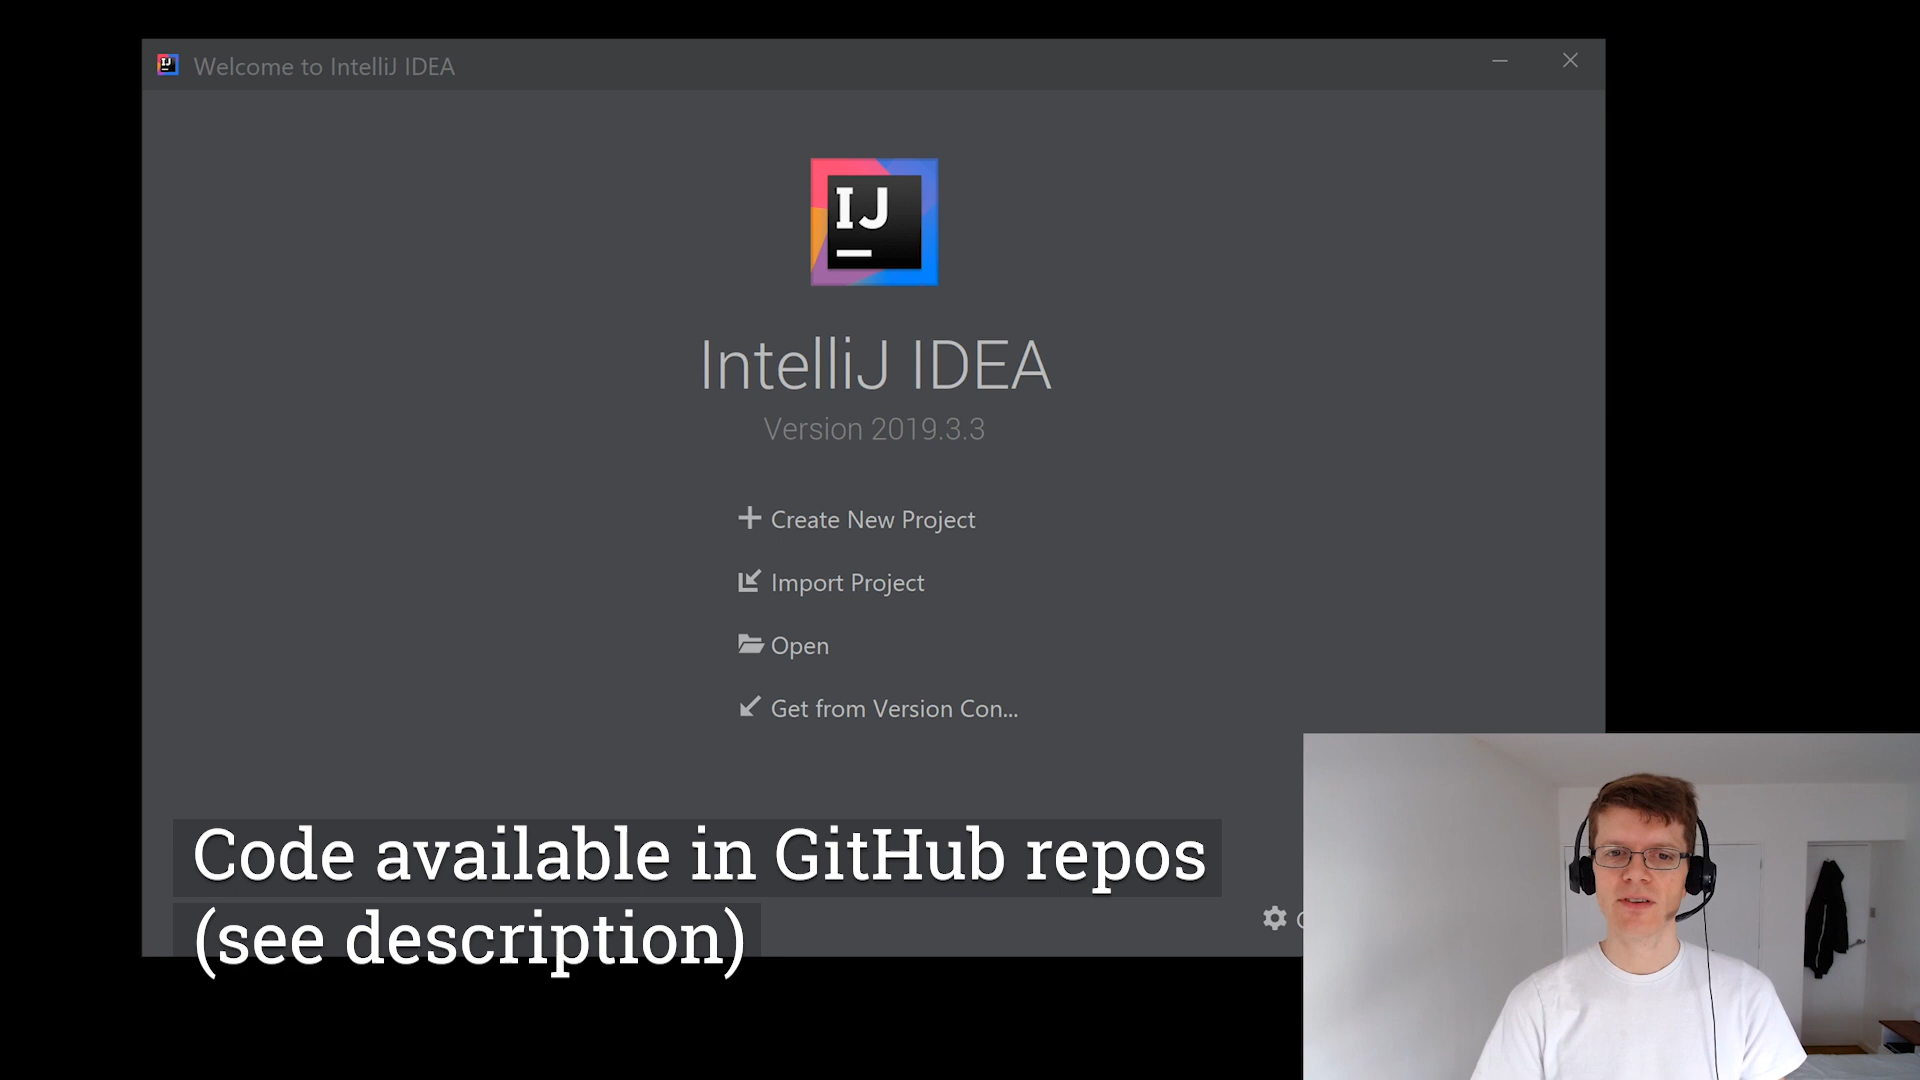 Welcome to IntelliJ IDEA
IJ
IntelliJ IDEA
Version 2019.3.3
Create New Project
Import Project
Open
Get from Version Con...
Code available in GitHub repos
(see description)